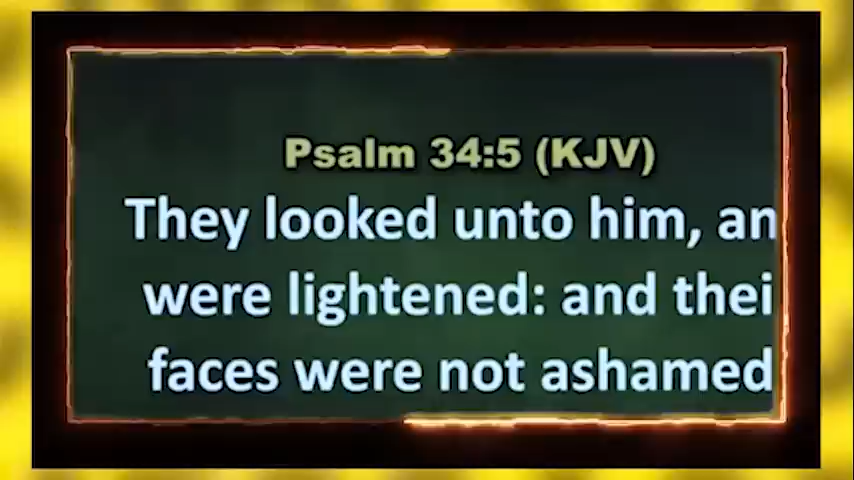 Psalm 34:5 (KJV)
They looked unto him, an
were lightened: and thei
faces were not ashamed